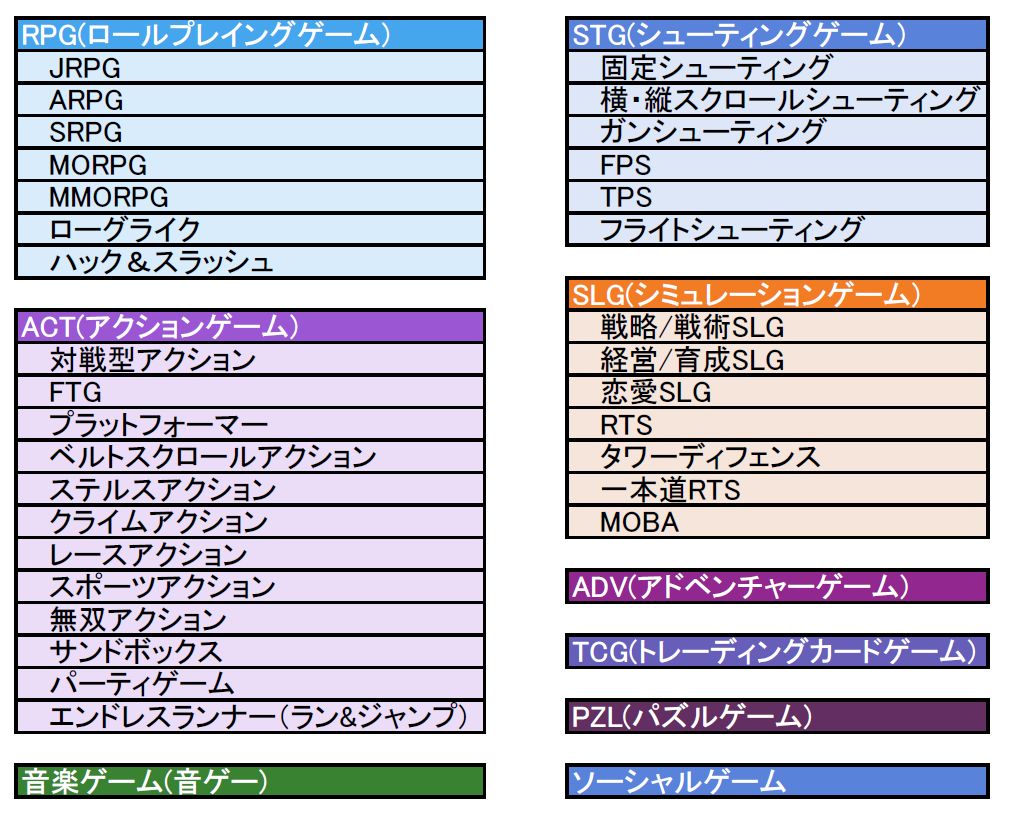 RPG(ロールプレイングゲーム)
JRPG
ARPG
SRPG
MORPG
MMORPG
ローグライク
ハック＆スラッシュ
ACT(アクションゲーム)
対戦型アクション
FTG
プラットフォーマー
ベルトスクロールアクション
ステルスアクション
クライムアクション
レースアクション
スポーツアクション
無双アクション
サンドボックス
パーティゲーム
エンドレスランナー（ラン&ジャンプ）
音楽ゲーム(音ゲー)
STG(シューティングゲーム)
固定シューティング
横・縦スクロールシューティング
ガンシューティング
FPS
TPS
フライトシューティング
SLG(シミュレーションゲーム)
戦略/戦術SLG
経営/育成SLG
恋愛SLG
RTS
タワーディフェンス
一本道RTS
MOBA
ADV(アドベンチャーゲーム)
TCG(トレーディングカードゲーム)
PZL(パズルゲーム)
ソーシャルゲーム